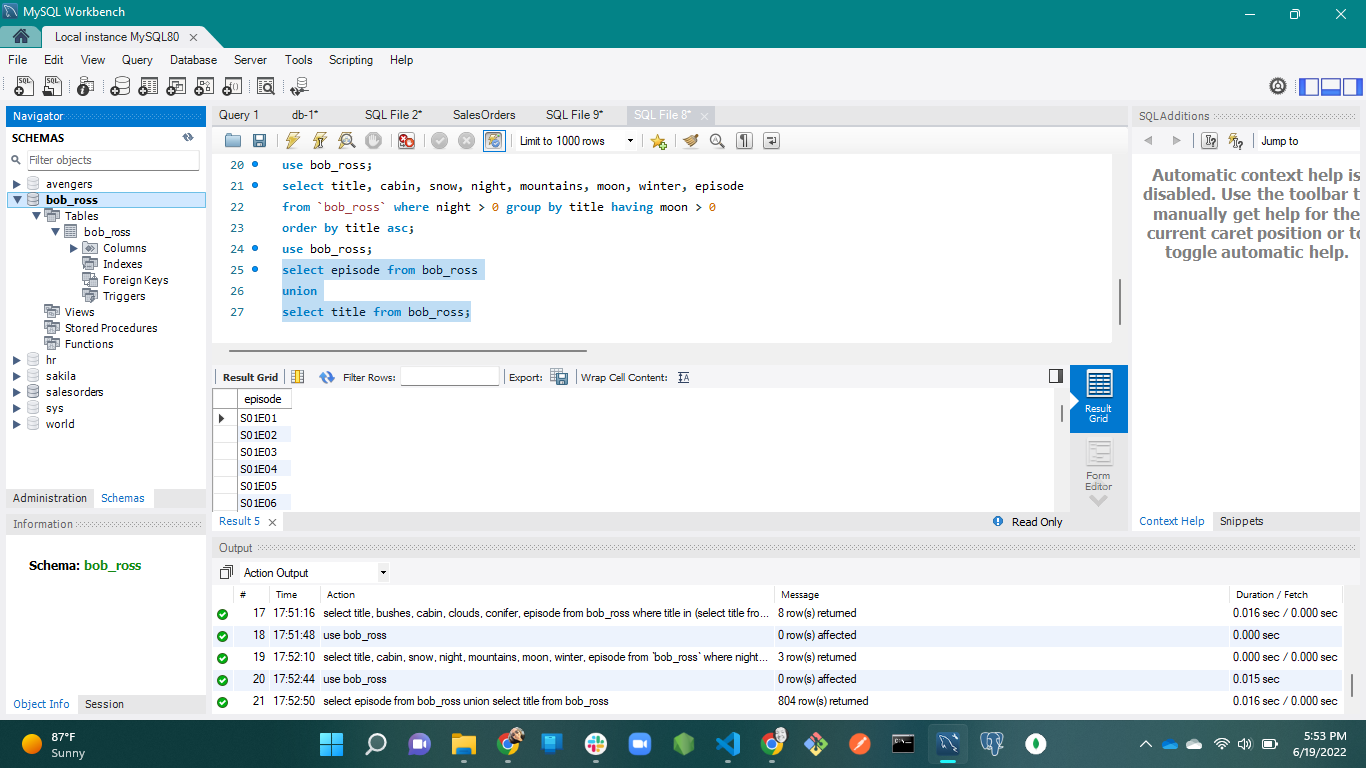 MySQL Workbench
Local instance MySQL80
File Edit View Query Database Server Tools Scripting Help
Navigator
SCHEMAS
Filter objects
avengers
bob_ross
Tables
bob_ross
Columns
Indexes
Foreign Keys
Triggers
Views
Stored Procedures
Functions
hr
sakila
salesorders
sys
world
Administration Schemas
Information
Schema: bob_ross
Object Info Session
Query 1 db-1* SQL File 2* SalesOrders SQL File 9* SQL File 8*
Limit to 1000 rows
20 use bob_ross;
21 select title, cabin, snow, night, mountains, moon, winter, episode
22 from `bob_ross` where night > 0 group by title having moon > 0
23 order by title asc;
24 use bob_ross;
25 select episode from bob_ross
26 union
27 select title from bob_ross;
Result Grid Filter Rows: Export: Wrap Cell Content:
episode
S01E01
S01E02
S01E03
S01E04
S01E05
S01E06
Result Grid
Form Editor
Result 5 Read Only
SQLAdditions
Jump to
Automatic context help is
disabled. Use the toolbar t
manually get help for the
current caret position or to
toggle automatic help.
Context Help Snippets
Output
Action Output
# Time Action Message Duration / Fetch
17 17:51:16 select title, bushes, cabin, clouds, conifer, episode from bob_ross where title in (select title fro... 8 row(s) returned 0.016 sec / 0.000 sec
18 17:51:48 use bob_ross 0 row(s) affected 0.000 sec
19 17:52:10 select title, cabin, snow, night, mountains, moon, winter, episode from `bob_ross` where night... 3 row(s) returned 0.000 sec / 0.000 sec
20 17:52:44 use bob_ross 0 row(s) affected 0.015 sec
21 17:52:50 select episode from bob_ross union select title from bob_ross 804 row(s) returned 0.016 sec / 0.000 sec
87°F
Sunny
5:53 PM
6/19/2022